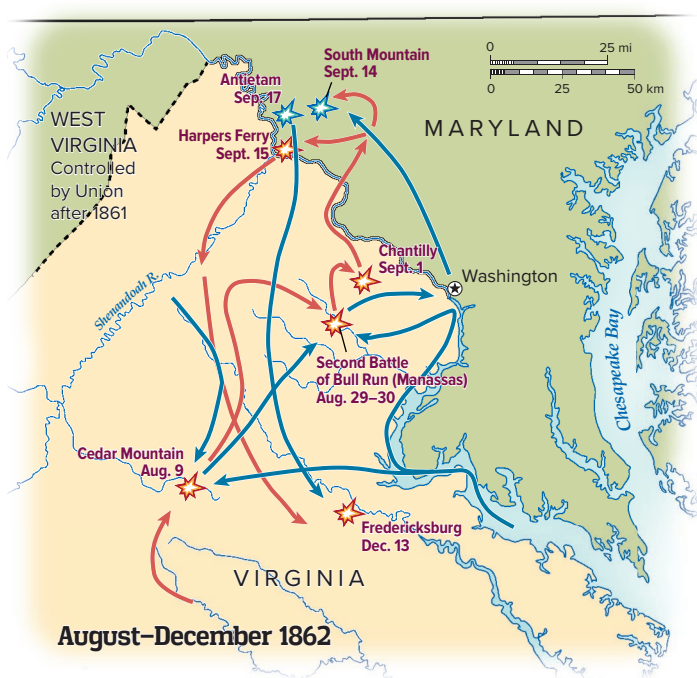 South Mountain
Sept. 14
0 25 mi
0 25 50 km
Antietam
Sep. 17
WEST
VIRGINIA
Controlled
by Union
after 1861
MARYLAND
Harpers Ferry
Sept. 15
Chantilly
Sept. 1
Washington
Shenandoah R.
Chesapeake Bay
Second Battle
of Bull Run (Manassas)
Aug. 29–30
Cedar Mountain
Aug. 9
Fredericksburg
Dec. 13
VIRGINIA
August–December 1862